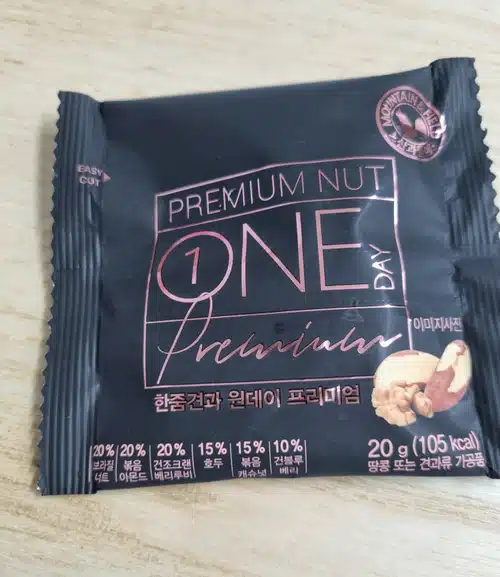 MOUNTAIN & FIELD
EASY
CUT
PREMIUM NUT
1
ONE
DAY
Premium
이미지사진
한줌견과 원데이 프리미엄
20% 브라질 너트
20% 볶음 아몬드
20% 건조크랜 베리루비
15% 호두
15% 볶음 캐슈넛
10% 건블루 베리
20 g (105 kcal)
땅콩 또는 견과류 가공품